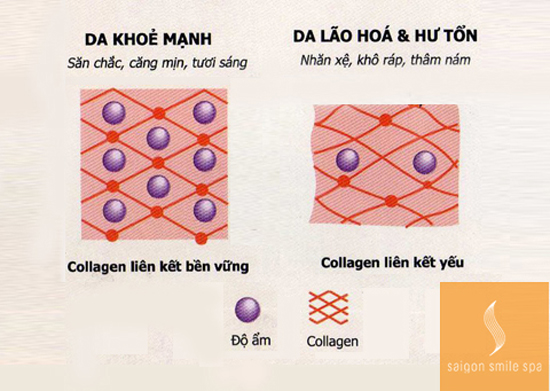 DA KHOẺ MẠNH
Săn chắc, căng mịn, tươi sáng
DA LÃO HOÁ & HƯ TỔN
Nhăn xệ, khô ráp, thâm nám
Collagen liên kết bền vững
Collagen liên kết yếu
Độ ẩm
Collagen
saigon smile spa